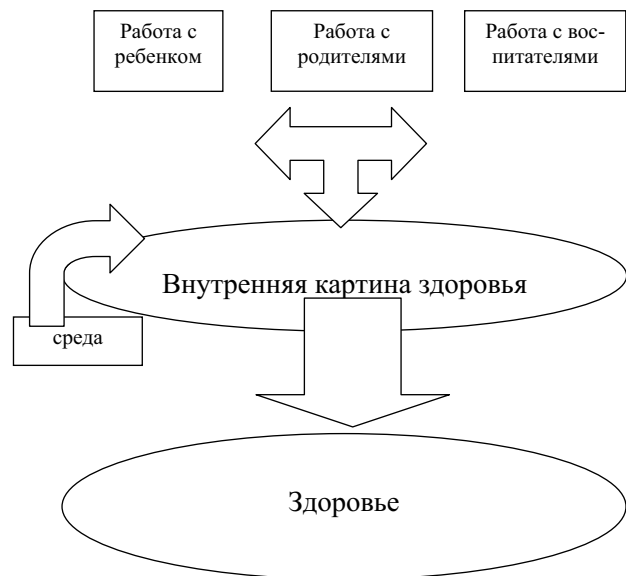 Работа с
ребенком
Работа с
родителями
Работа с вос-
питателями
Внутренняя картина здоровья
среда
Здоровье